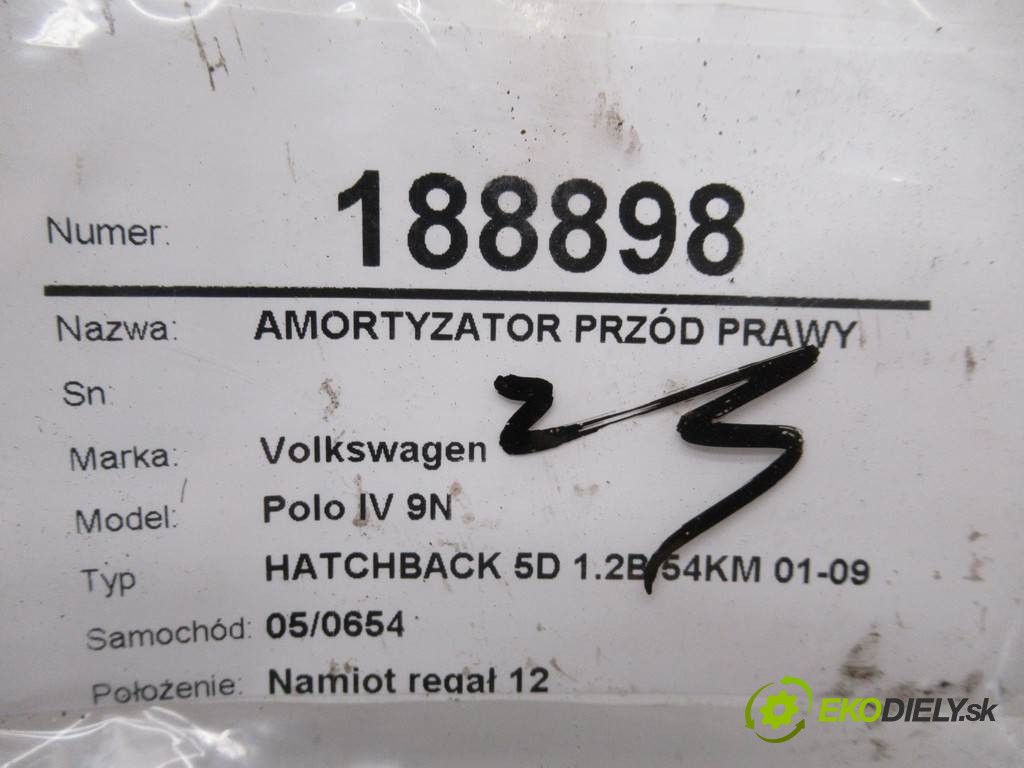 Numer: 188898
Nazwa: AMORTYZATOR PRZÓD PRAWY
Sn:
Marka: Volkswagen
Model: Polo IV 9N
Typ HATCHBACK 5D 1.2B/54KM 01-09
Samochód: 05/0654
Położenie: Namiot regał 12
EKODIELY.sk